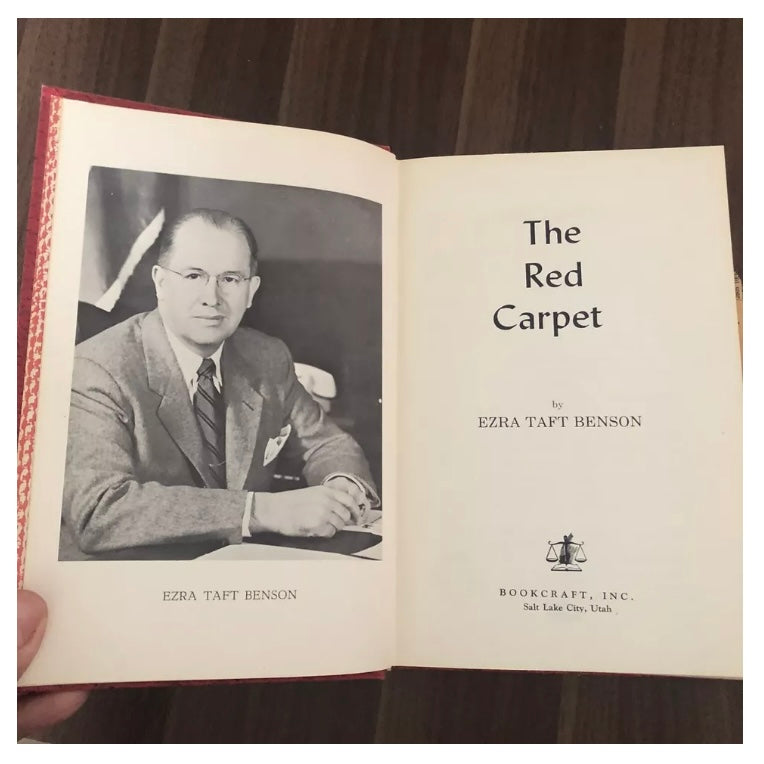 EZRA TAFT BENSON
The
Red
Carpet
by
EZRA TAFT BENSON
BOOKCRAFT, INC.
Salt Lake City, Utah